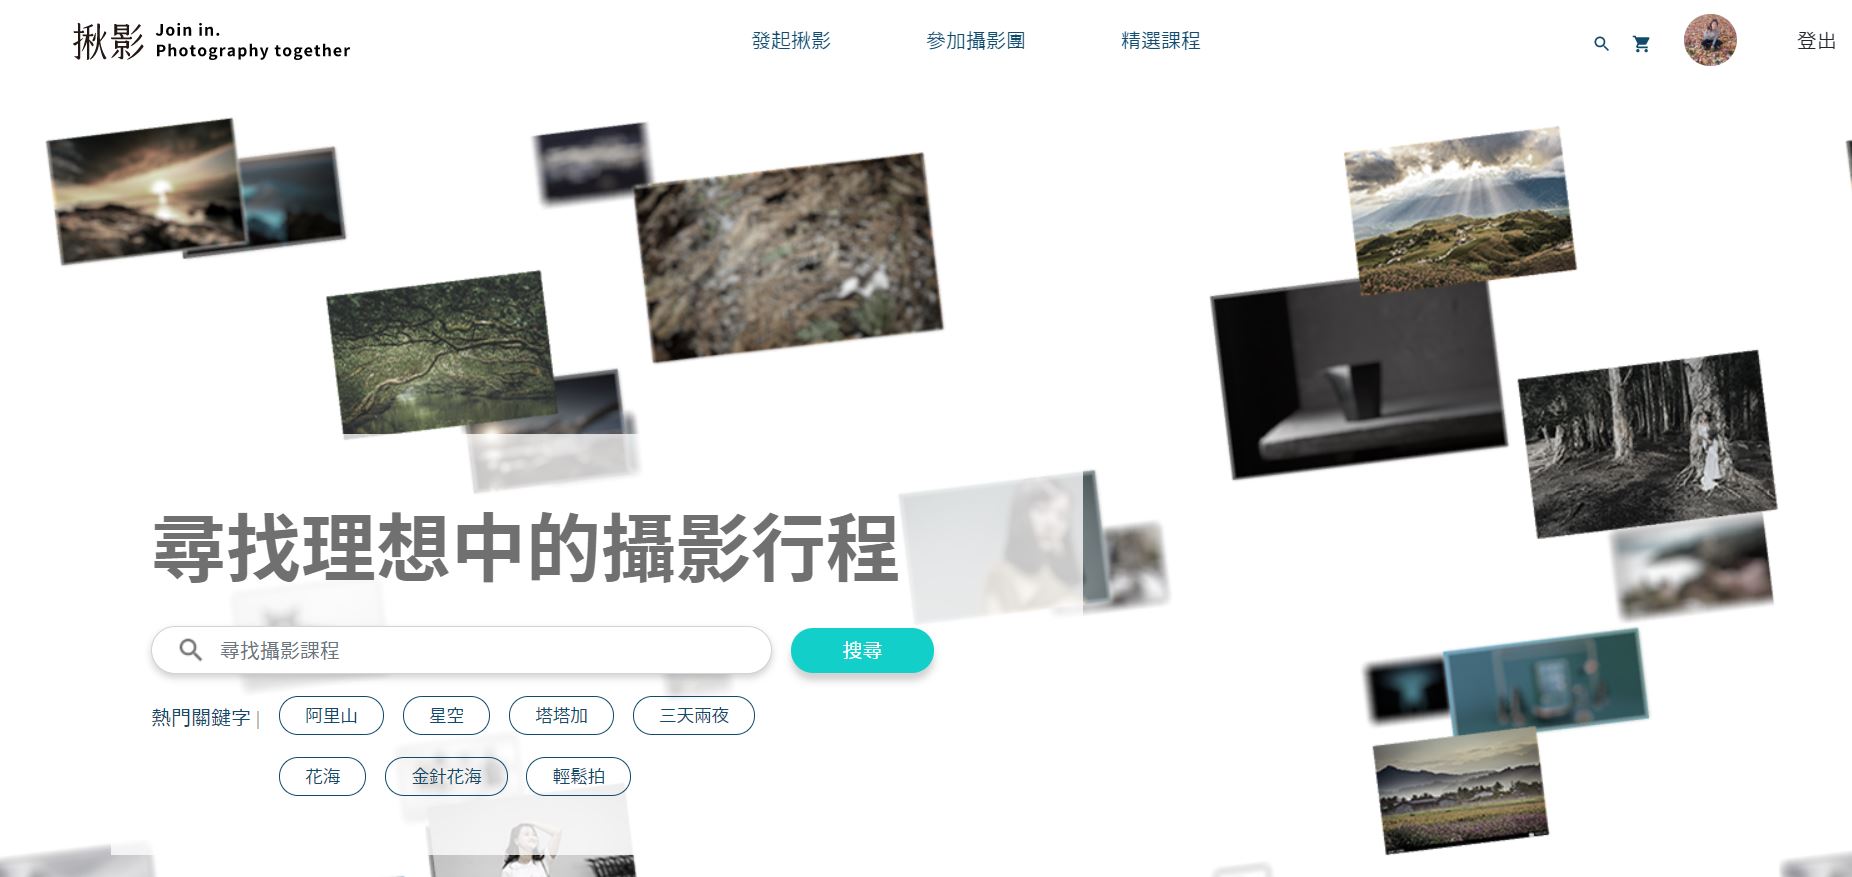 揪影 Join in.
Photography together
發起揪影 參加攝影團 精選課程 登出
尋找理想中的攝影行程
尋找攝影課程 搜尋
熱門關鍵字 | 阿里山 星空 塔塔加 三天兩夜
花海 金針花海 輕鬆拍